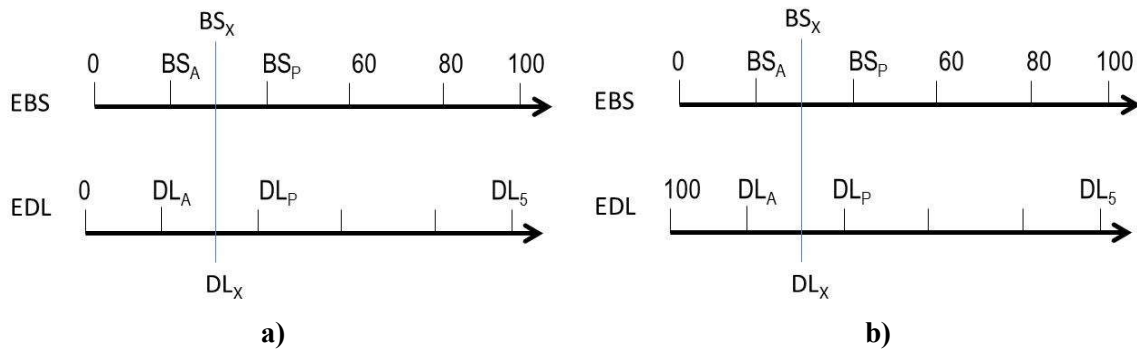 BSX
0 BSA BSP 60 80 100
EBS
0 DLA DLP DL5
EDL
DLX
a)
BSX
0 BSA BSP 60 80 100
EBS
100 DLA DLP DL5
EDL
DLX
b)